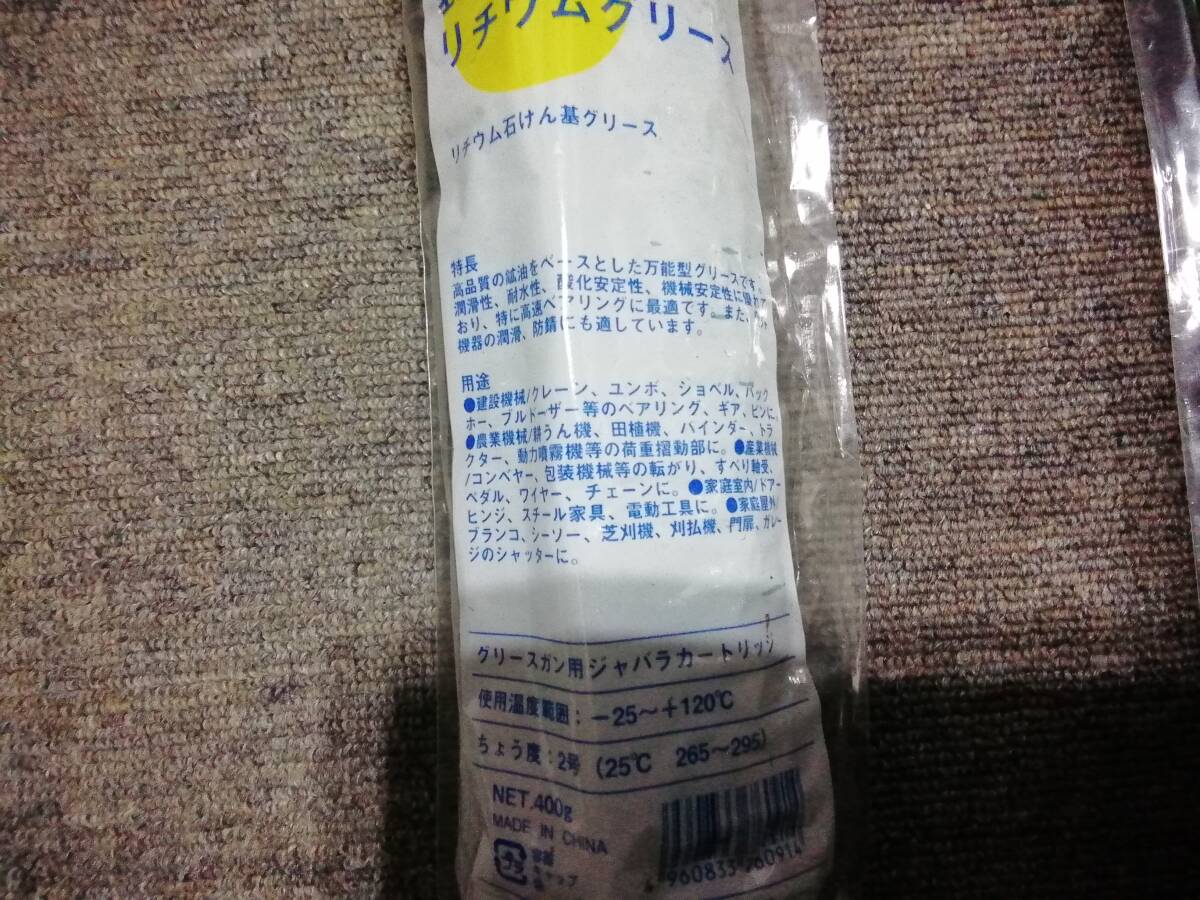 リチウムグリース
リチウム石けん基グリース
特長
高品質の鉱油をベースとした万能型グリースです。
潤滑性、耐水性、酸化安定性、機械安定性に優れて
おり、特に高速ベアリングに最適です。また、
機器の潤滑、防錆にも適しています。
用途
●建設機械/クレーン、ユンボ、ショベル、バック
ホー、ブルドーザー等のベアリング、ギア、ピンに。
●農業機械/耕うん機、田植機、バインダー、トラ
クター、動力噴霧機等の荷重摺動部に。●産業機械
/コンベヤー、包装機械等の転がり、すべり軸受、
ペダル、ワイヤー、チェーンに。●家庭室内/ドアー
ヒンジ、スチール家具、電動工具に。●家庭屋外/
ブランコ、シーソー、芝刈機、刈払機、門扉、ガレー
ジのシャッターに。
グリースガン用ジャバラカートリッジ
使用温度範囲：－25～＋120℃
ちょう度：2号 (25℃ 265～295)
NET.400g
MADE IN CHINA
プラ
容器
キャップ
4 960833 260914